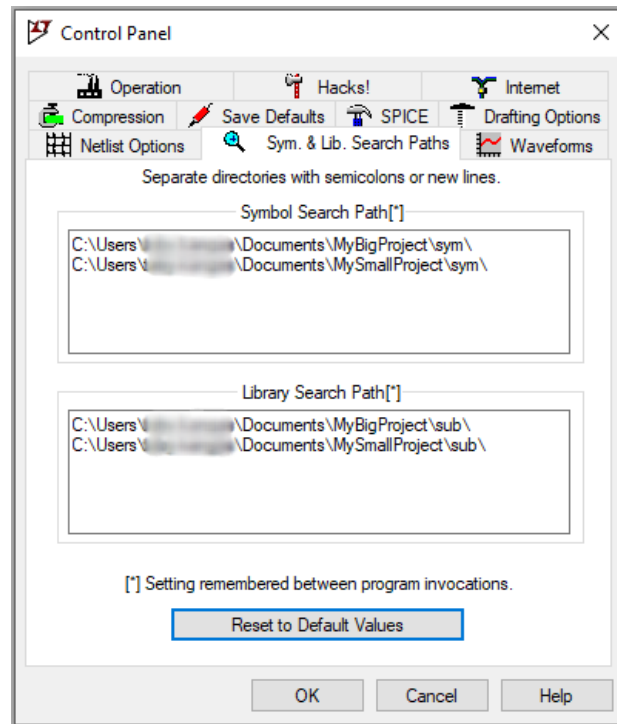 Control Panel
Operation Hacks! Internet
Compression Save Defaults SPICE Drafting Options
Netlist Options Sym. & Lib. Search Paths Waveforms
Separate directories with semicolons or new lines.
Symbol Search Path[*]
C:\Users\ \Documents\MyBigProject\sym\
C:\Users\ \Documents\MySmallProject\sym\
Library Search Path[*]
C:\Users\ \Documents\MyBigProject\sub\
C:\Users\ \Documents\MySmallProject\sub\
[*] Setting remembered between program invocations.
Reset to Default Values
OK Cancel Help